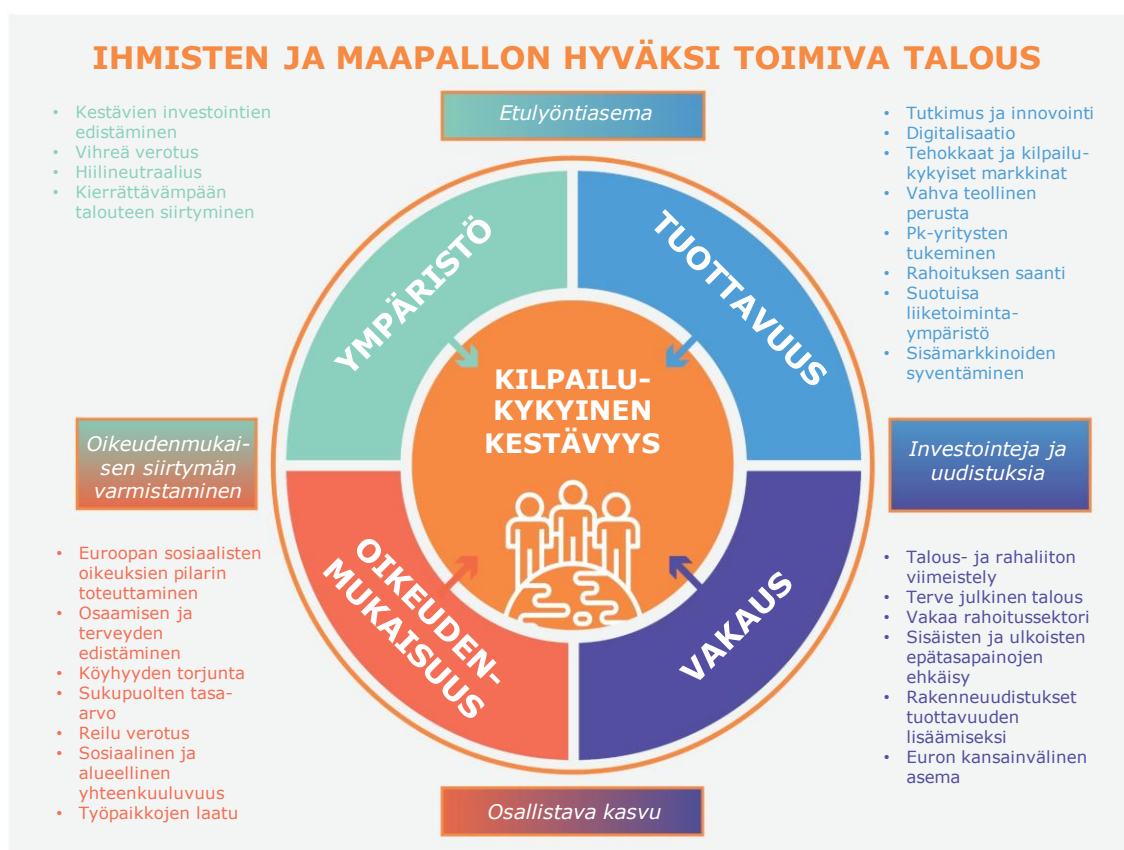 IHMISTEN JA MAAPALLON HYVÄKSI TOIMIVA TALOUS
Etulyöntiasema
• Kestävien investointien
edistäminen
• Vihreä verotus
• Hiilineutraalius
• Kierrättävämpään
talouteen siirtyminen
• Tutkimus ja innovointi
• Digitalisaatio
• Tehokkaat ja kilpailu-
kykyiset markkinat
• Vahva teollinen
perusta
• Pk-yritysten
tukeminen
• Rahoituksen saanti
• Suotuisa
liiketoiminta-
ympäristö
• Sisämarkkinoiden
syventäminen
YMPÄRISTÖ
TUOTTAVUUS
KILPAILU-
KYKYINEN
KESTÄVYYS
Oikeudenmukai-
sen siirtymän
varmistaminen
Investointeja ja
uudistuksia
OIKEUDEN-
MUKAISUUS
VAKAUS
• Euroopan sosiaalisten
oikeuksien pilarin
toteuttaminen
• Osaamisen ja
terveyden
edistäminen
• Köyhyyden torjunta
• Sukupuolten tasa-
arvo
• Reilu verotus
• Sosiaalinen ja
alueellinen
yhteenkuuluvuus
• Työpaikkojen laatu
• Talous- ja rahaliiton
viimeistely
• Terve julkinen talous
• Vakaa rahoitussektori
• Sisäisten ja ulkoisten
epätasapainojen
ehkäisy
• Rakenneuudistukset
tuottavuuden
lisäämiseksi
• Euron kansainvälinen
asema
Osallistava kasvu